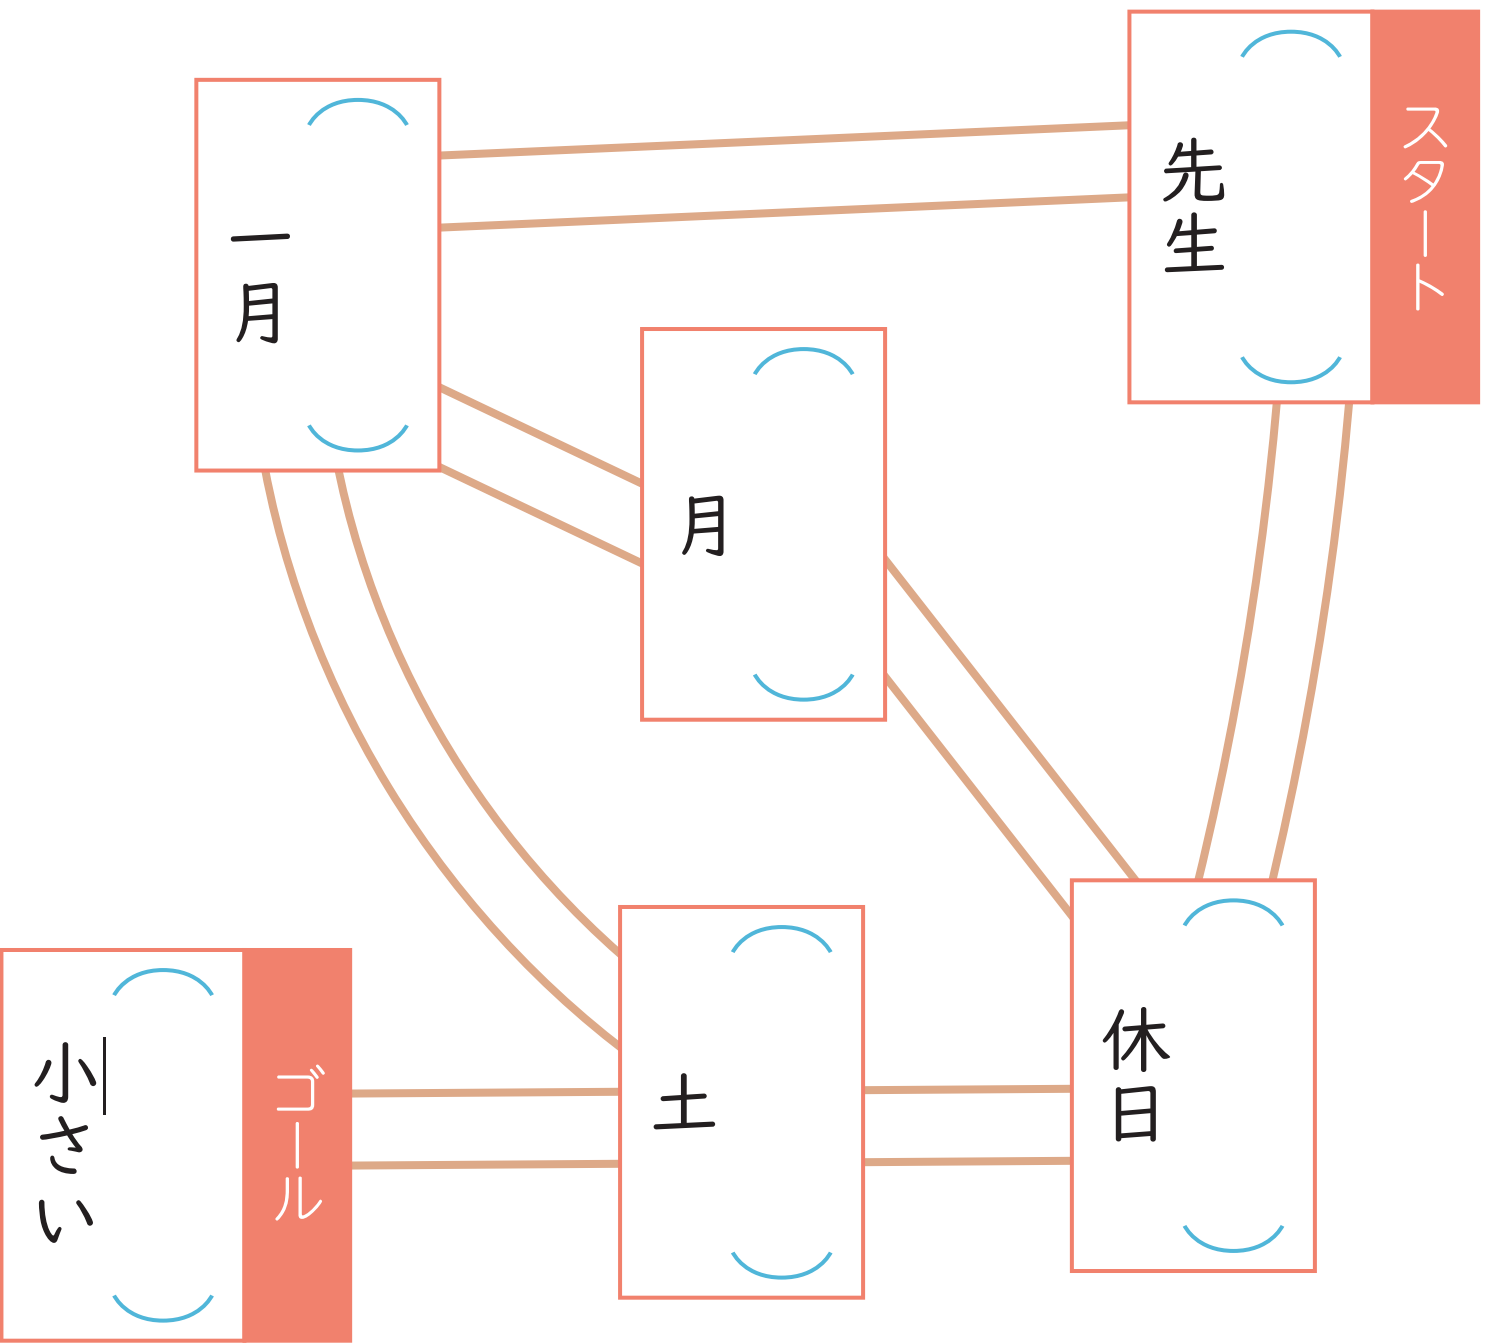 スタート
先生
一月
月
休日
土
ゴール
小さい